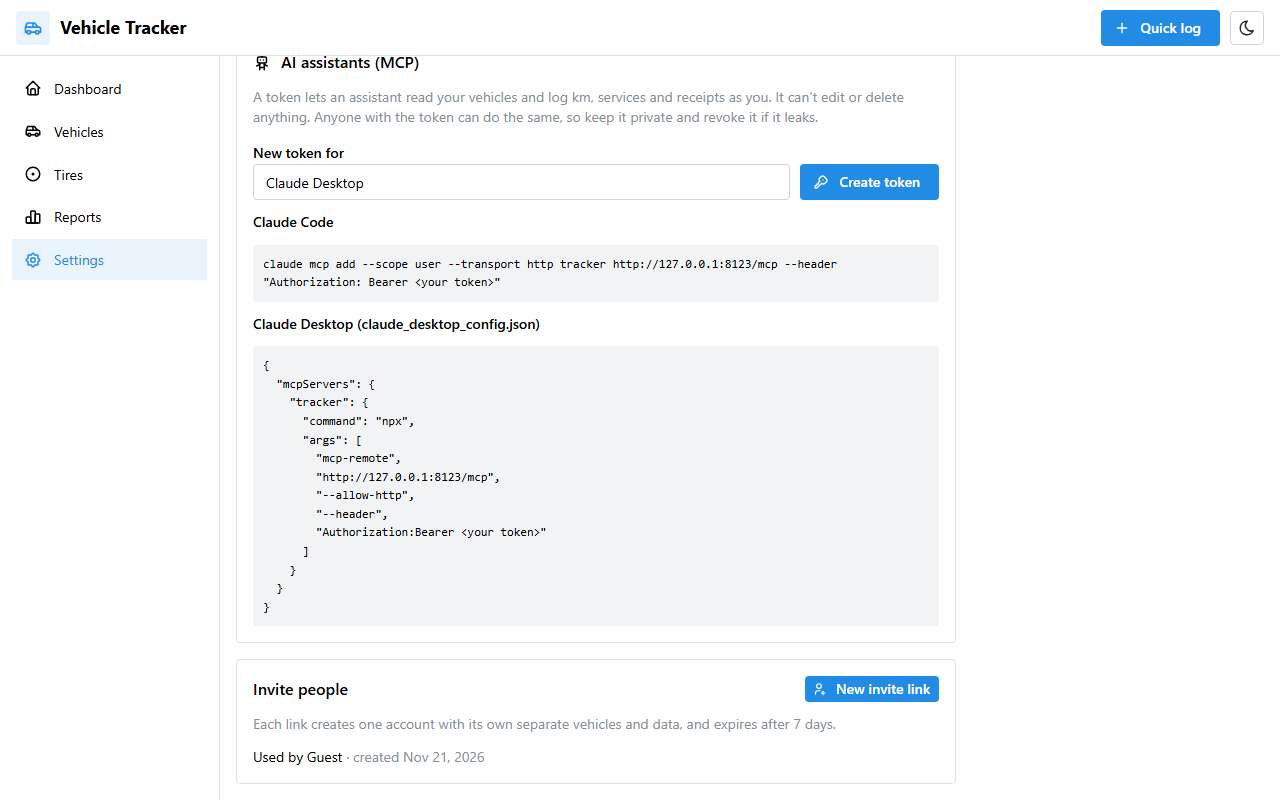 Vehicle Tracker
Quick log
Dashboard
Vehicles
Tires
Reports
Settings
AI assistants (MCP)
A token lets an assistant read your vehicles and log km, services and receipts as you. It can't edit or delete
anything. Anyone with the token can do the same, so keep it private and revoke it if it leaks.
New token for
Claude Desktop
Create token
Claude Code
claude mcp add --scope user --transport http tracker http://127.0.0.1:8123/mcp --header
"Authorization: Bearer <your token>"
Claude Desktop (claude_desktop_config.json)
{
  "mcpServers": {
    "tracker": {
      "command": "npx",
      "args": [
        "mcp-remote",
        "http://127.0.0.1:8123/mcp",
        "--allow-http",
        "--header",
        "Authorization:Bearer <your token>"
      ]
    }
  }
}
Invite people
New invite link
Each link creates one account with its own separate vehicles and data, and expires after 7 days.
Used by Guest · created Nov 21, 2026